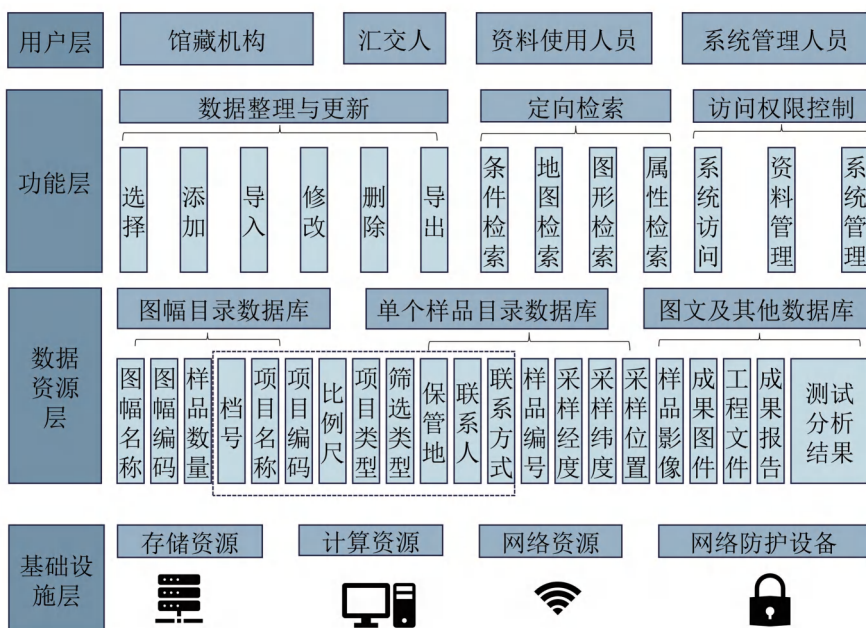 用户层
馆藏机构
汇交人
资料使用人员
系统管理人员
功能层
数据整理与更新
定向检索
访问权限控制
选择
添加
导入
修改
删除
导出
条件检索
地图检索
图形检索
属性检索
系统访问
资料管理
系统管理
数据
资源
层
图幅目录数据库
单个样品目录数据库
图文及其他数据库
图幅名称
图幅编码
样品数量
档号
项目名称
项目编码
比例尺
项目类型
筛选类型
保管地
联系人
联系方式
样品编号
采样经度
采样纬度
采样位置
样品影像
成果图件
工程文件
成果报告
测试
分析
结果
基础设
施层
存储资源
计算资源
网络资源
网络防护设备